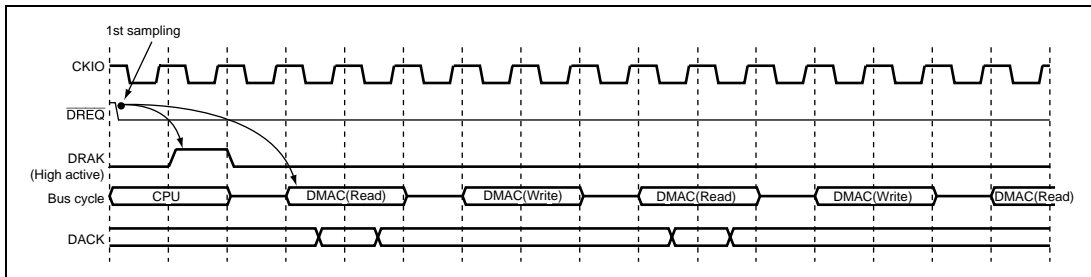 1st sampling
CKIO
DREQ
DRAK
(High active)
Bus cycle
CPU
DMAC(Read)
DMAC(Write)
DMAC(Read)
DMAC(Write)
DMAC(Read)
DACK